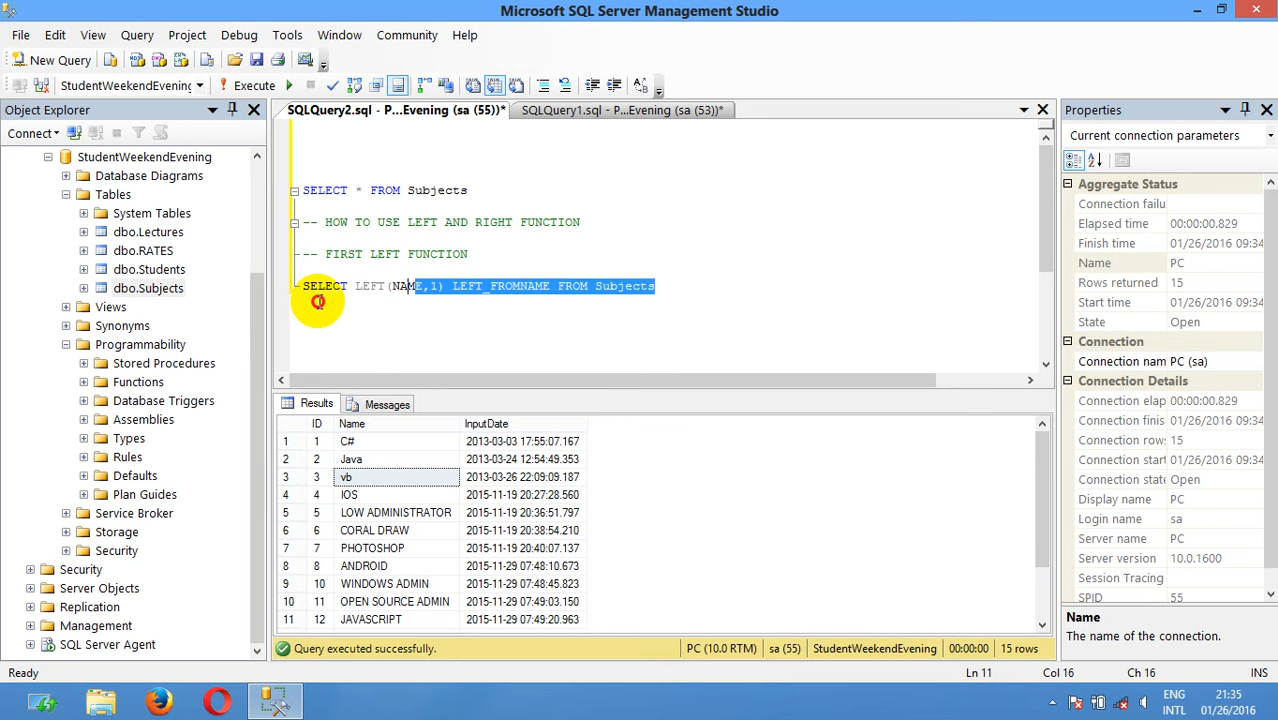 Microsoft SQL Server Management Studio
File Edit View Query Project Debug Tools Window Community Help
New Query
StudentWeekendEvening Execute
Object Explorer
Connect
StudentWeekendEvening
Database Diagrams
Tables
System Tables
dbo.Lectures
dbo.RATES
dbo.Students
dbo.Subjects
Views
Synonyms
Programmability
Stored Procedures
Functions
Database Triggers
Assemblies
Types
Rules
Defaults
Plan Guides
Service Broker
Storage
Security
Security
Server Objects
Replication
Management
SQL Server Agent
SQLQuery2.sql - P...Evening (sa (55))* SQLQuery1.sql - P...Evening (sa (53))*
SELECT * FROM Subjects
-- HOW TO USE LEFT AND RIGHT FUNCTION
-- FIRST LEFT FUNCTION
SELECT LEFT(NAME,1) LEFT_FROMNAME FROM Subjects
Results Messages
ID Name InputDate
1 1 C# 2013-03-03 17:55:07.167
2 2 Java 2013-03-24 12:54:49.353
3 3 vb 2013-03-26 22:09:09.187
4 4 IOS 2015-11-19 20:27:28.560
5 5 LOW ADMINISTRATOR 2015-11-19 20:36:51.797
6 6 CORAL DRAW 2015-11-19 20:38:54.210
7 7 PHOTOSHOP 2015-11-19 20:40:07.137
8 8 ANDROID 2015-11-29 07:48:10.673
9 10 WINDOWS ADMIN 2015-11-29 07:48:45.823
10 11 OPEN SOURCE ADMIN 2015-11-29 07:49:03.150
11 12 JAVASCRIPT 2015-11-29 07:49:20.963
Query executed successfully. PC (10.0 RTM) sa (55) StudentWeekendEvening 00:00:00 15 rows
Properties
Current connection parameters
Aggregate Status
Connection failu
Elapsed time 00:00:00.829
Finish time 01/26/2016 09:34
Name PC
Rows returned 15
Start time 01/26/2016 09:34
State Open
Connection
Connection nam PC (sa)
Connection Details
Connection elap 00:00:00.829
Connection finis 01/26/2016 09:34
Connection rows 15
Connection start 01/26/2016 09:34
Connection state Open
Display name PC
Login name sa
Server name PC
Server version 10.0.1600
Session Tracing
SPID 55
Name
The name of the connection.
Ready Ln 11 Col 16 Ch 16 INS
ENG 21:35
INTL 01/26/2016